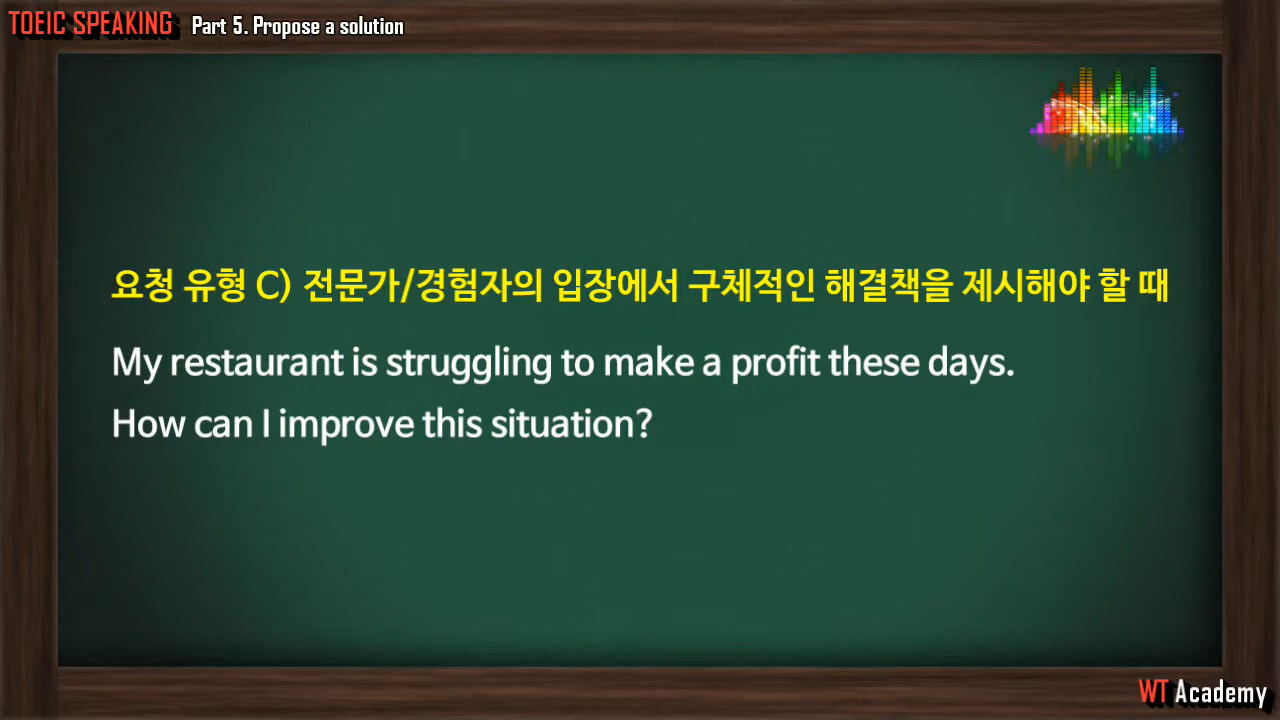 TOEIC SPEAKING Part 5. Propose a solution
요청 유형 C) 전문가/경험자의 입장에서 구체적인 해결책을 제시해야 할 때
My restaurant is struggling to make a profit these days.
How can I improve this situation?
WT Academy